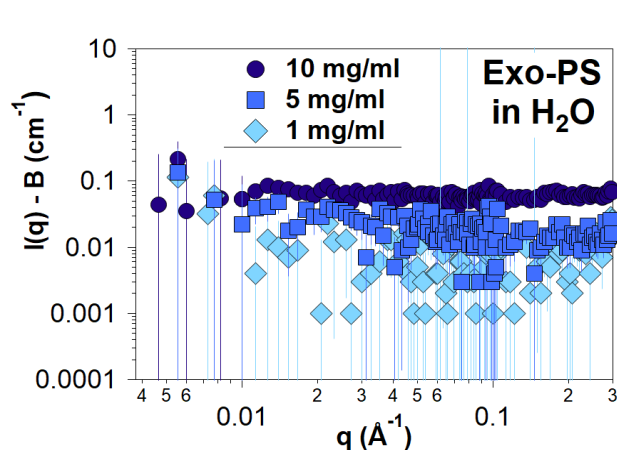 10
1
0.1
0.01
0.001
0.0001
I(q) - B (cm⁻¹)
10 mg/ml
5 mg/ml
1 mg/ml
Exo-PS
in H₂O
4 5 6 8 2 4 5 6 8 2 3
0.01 0.1
q (Å⁻¹)